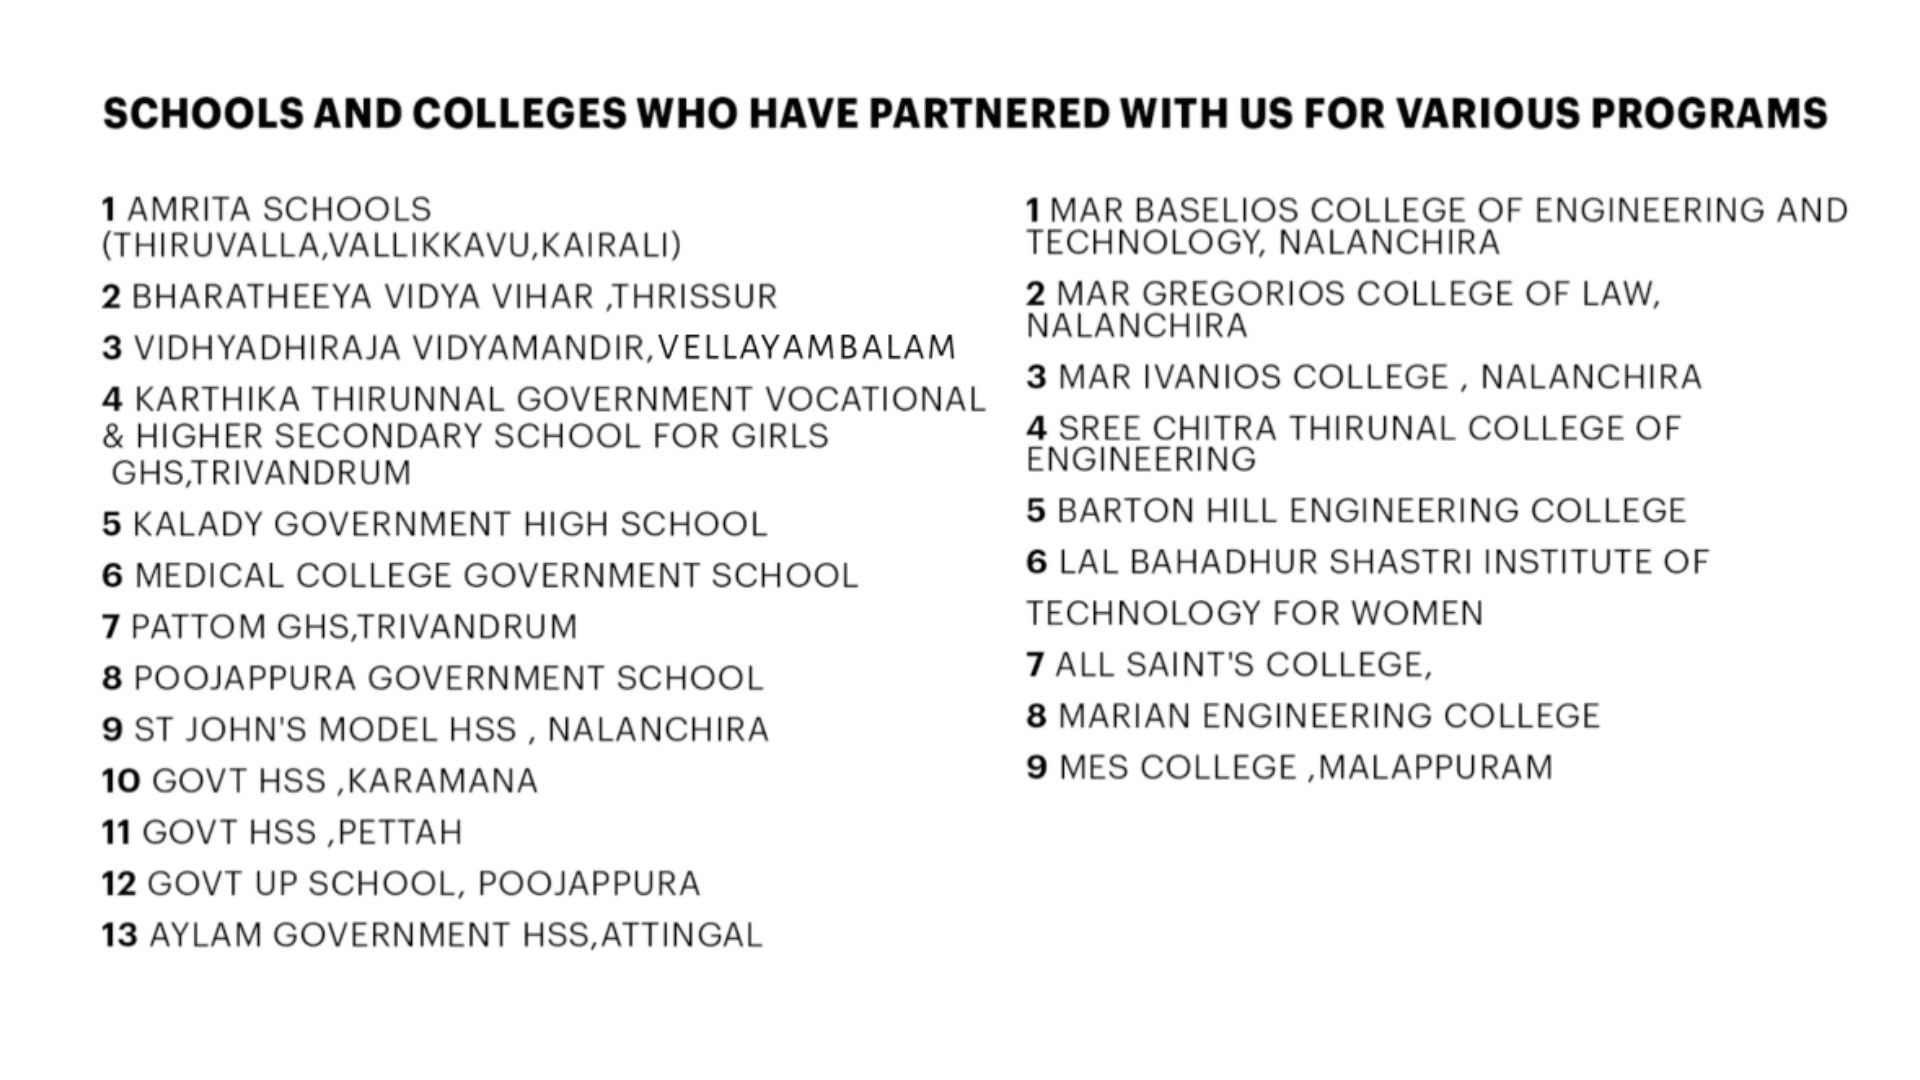 SCHOOLS AND COLLEGES WHO HAVE PARTNERED WITH US FOR VARIOUS PROGRAMS
1 AMRITA SCHOOLS
(THIRUVALLA,VALLIKKAVU,KAIRALI)
2 BHARATHEEYA VIDYA VIHAR ,THRISSUR
3 VIDHYADHIRAJA VIDYAMANDIR,VELLAYAMBALAM
4 KARTHIKA THIRUNNAL GOVERNMENT VOCATIONAL
& HIGHER SECONDARY SCHOOL FOR GIRLS
GHS,TRIVANDRUM
5 KALADY GOVERNMENT HIGH SCHOOL
6 MEDICAL COLLEGE GOVERNMENT SCHOOL
7 PATTOM GHS,TRIVANDRUM
8 POOJAPPURA GOVERNMENT SCHOOL
9 ST JOHN'S MODEL HSS , NALANCHIRA
10 GOVT HSS ,KARAMANA
11 GOVT HSS ,PETTAH
12 GOVT UP SCHOOL, POOJAPPURA
13 AYLAM GOVERNMENT HSS,ATTINGAL
1 MAR BASELIOS COLLEGE OF ENGINEERING AND
TECHNOLOGY, NALANCHIRA
2 MAR GREGORIOS COLLEGE OF LAW,
NALANCHIRA
3 MAR IVANIOS COLLEGE , NALANCHIRA
4 SREE CHITRA THIRUNAL COLLEGE OF
ENGINEERING
5 BARTON HILL ENGINEERING COLLEGE
6 LAL BAHADHUR SHASTRI INSTITUTE OF
TECHNOLOGY FOR WOMEN
7 ALL SAINT'S COLLEGE,
8 MARIAN ENGINEERING COLLEGE
9 MES COLLEGE ,MALAPPURAM